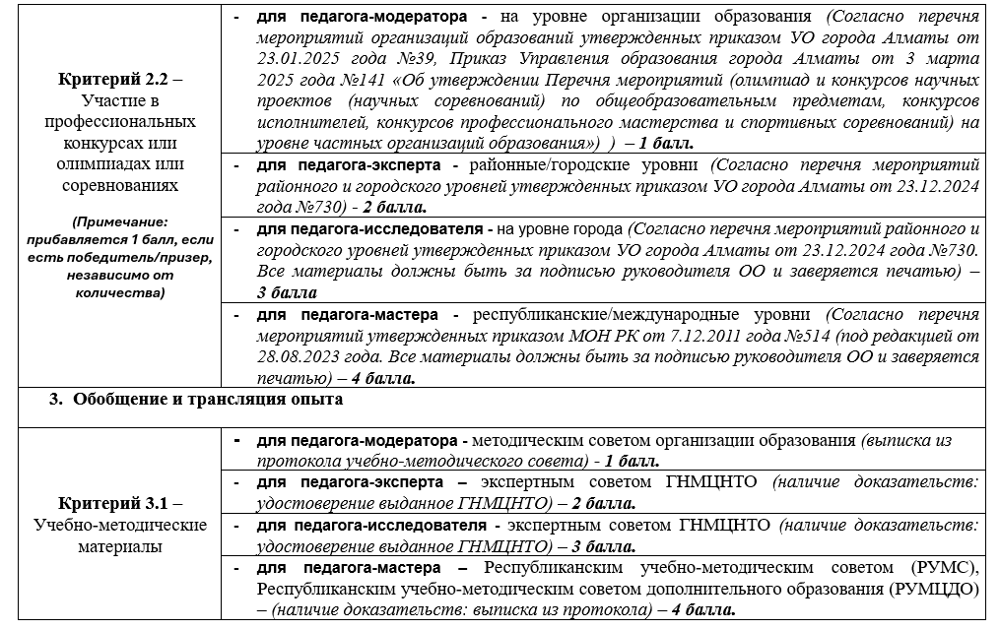 Критерий 2.2 –
Участие в
профессиональных
конкурсах или
олимпиадах или
соревнованиях
(Примечание:
прибавляется 1 балл, если
есть победитель/призер,
независимо от
количества)
- для педагога-модератора - на уровне организации образования (Согласно перечня
мероприятий организаций образований утвержденных приказом УО города Алматы от
23.01.2025 года №39, Приказ Управления образования города Алматы от 3 марта
2025 года №141 «Об утверждении Перечня мероприятий (олимпиад и конкурсов научных
проектов (научных соревнований) по общеобразовательным предметам, конкурсов
исполнителей, конкурсов профессионального мастерства и спортивных соревнований) на
уровне частных организаций образования») ) – 1 балл.
- для педагога-эксперта - районные/городские уровни (Согласно перечня мероприятий
районного и городского уровней утвержденных приказом УО города Алматы от 23.12.2024
года №730) - 2 балла.
- для педагога-исследователя - на уровне города (Согласно перечня мероприятий районного и
городского уровней утвержденных приказом УО города Алматы от 23.12.2024 года №730.
Все материалы должны быть за подписью руководителя ОО и заверяется печатью) –
3 балла
- для педагога-мастера - республиканские/международные уровни (Согласно перечня
мероприятий утвержденных приказом МОН РК от 7.12.2011 года №514 (под редакцией от
28.08.2023 года. Все материалы должны быть за подписью руководителя ОО и заверяется
печатью) – 4 балла.
3. Обобщение и трансляция опыта
Критерий 3.1 –
Учебно-методические
материалы
- для педагога-модератора - методическим советом организации образования (выписка из
протокола учебно-методического совета) - 1 балл.
- для педагога-эксперта – экспертным советом ГНМЦНТО (наличие доказательств:
удостоверение выданное ГНМЦНТО) – 2 балла.
- для педагога-исследователя - экспертным советом ГНМЦНТО (наличие доказательств:
удостоверение выданное ГНМЦНТО) – 3 балла.
- для педагога-мастера – Республиканским учебно-методическим советом (РУМС),
Республиканским учебно-методическим советом дополнительного образования (РУМЦДО)
– (наличие доказательств: выписка из протокола) – 4 балла.